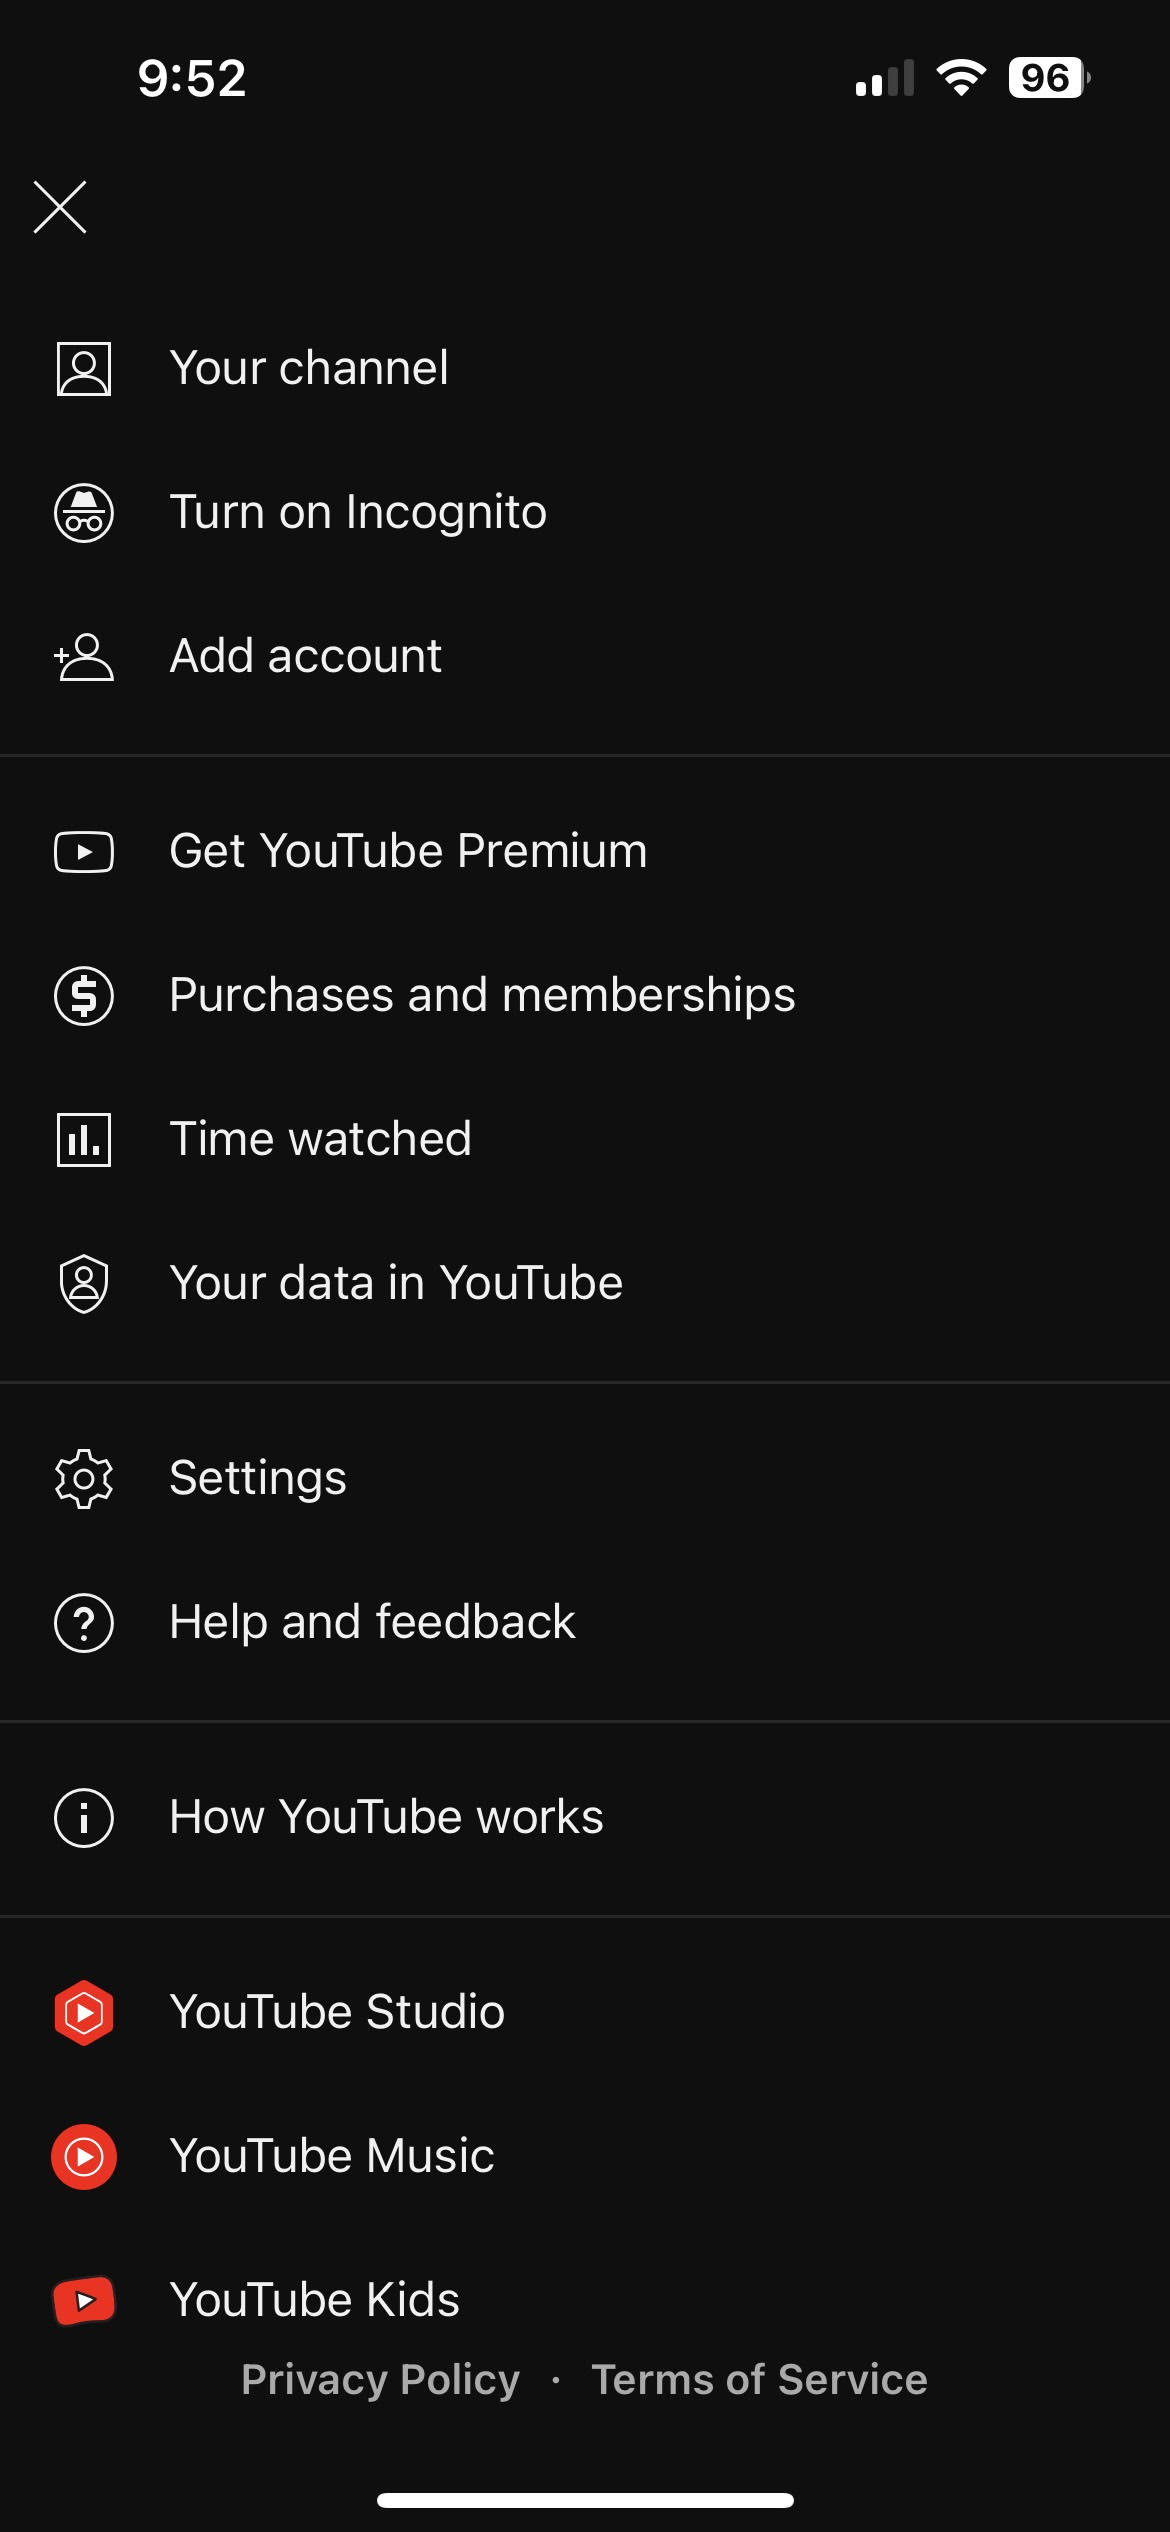 9:52
96
Your channel
Turn on Incognito
Add account
Get YouTube Premium
Purchases and memberships
Time watched
Your data in YouTube
Settings
Help and feedback
How YouTube works
YouTube Studio
YouTube Music
YouTube Kids
Privacy Policy · Terms of Service